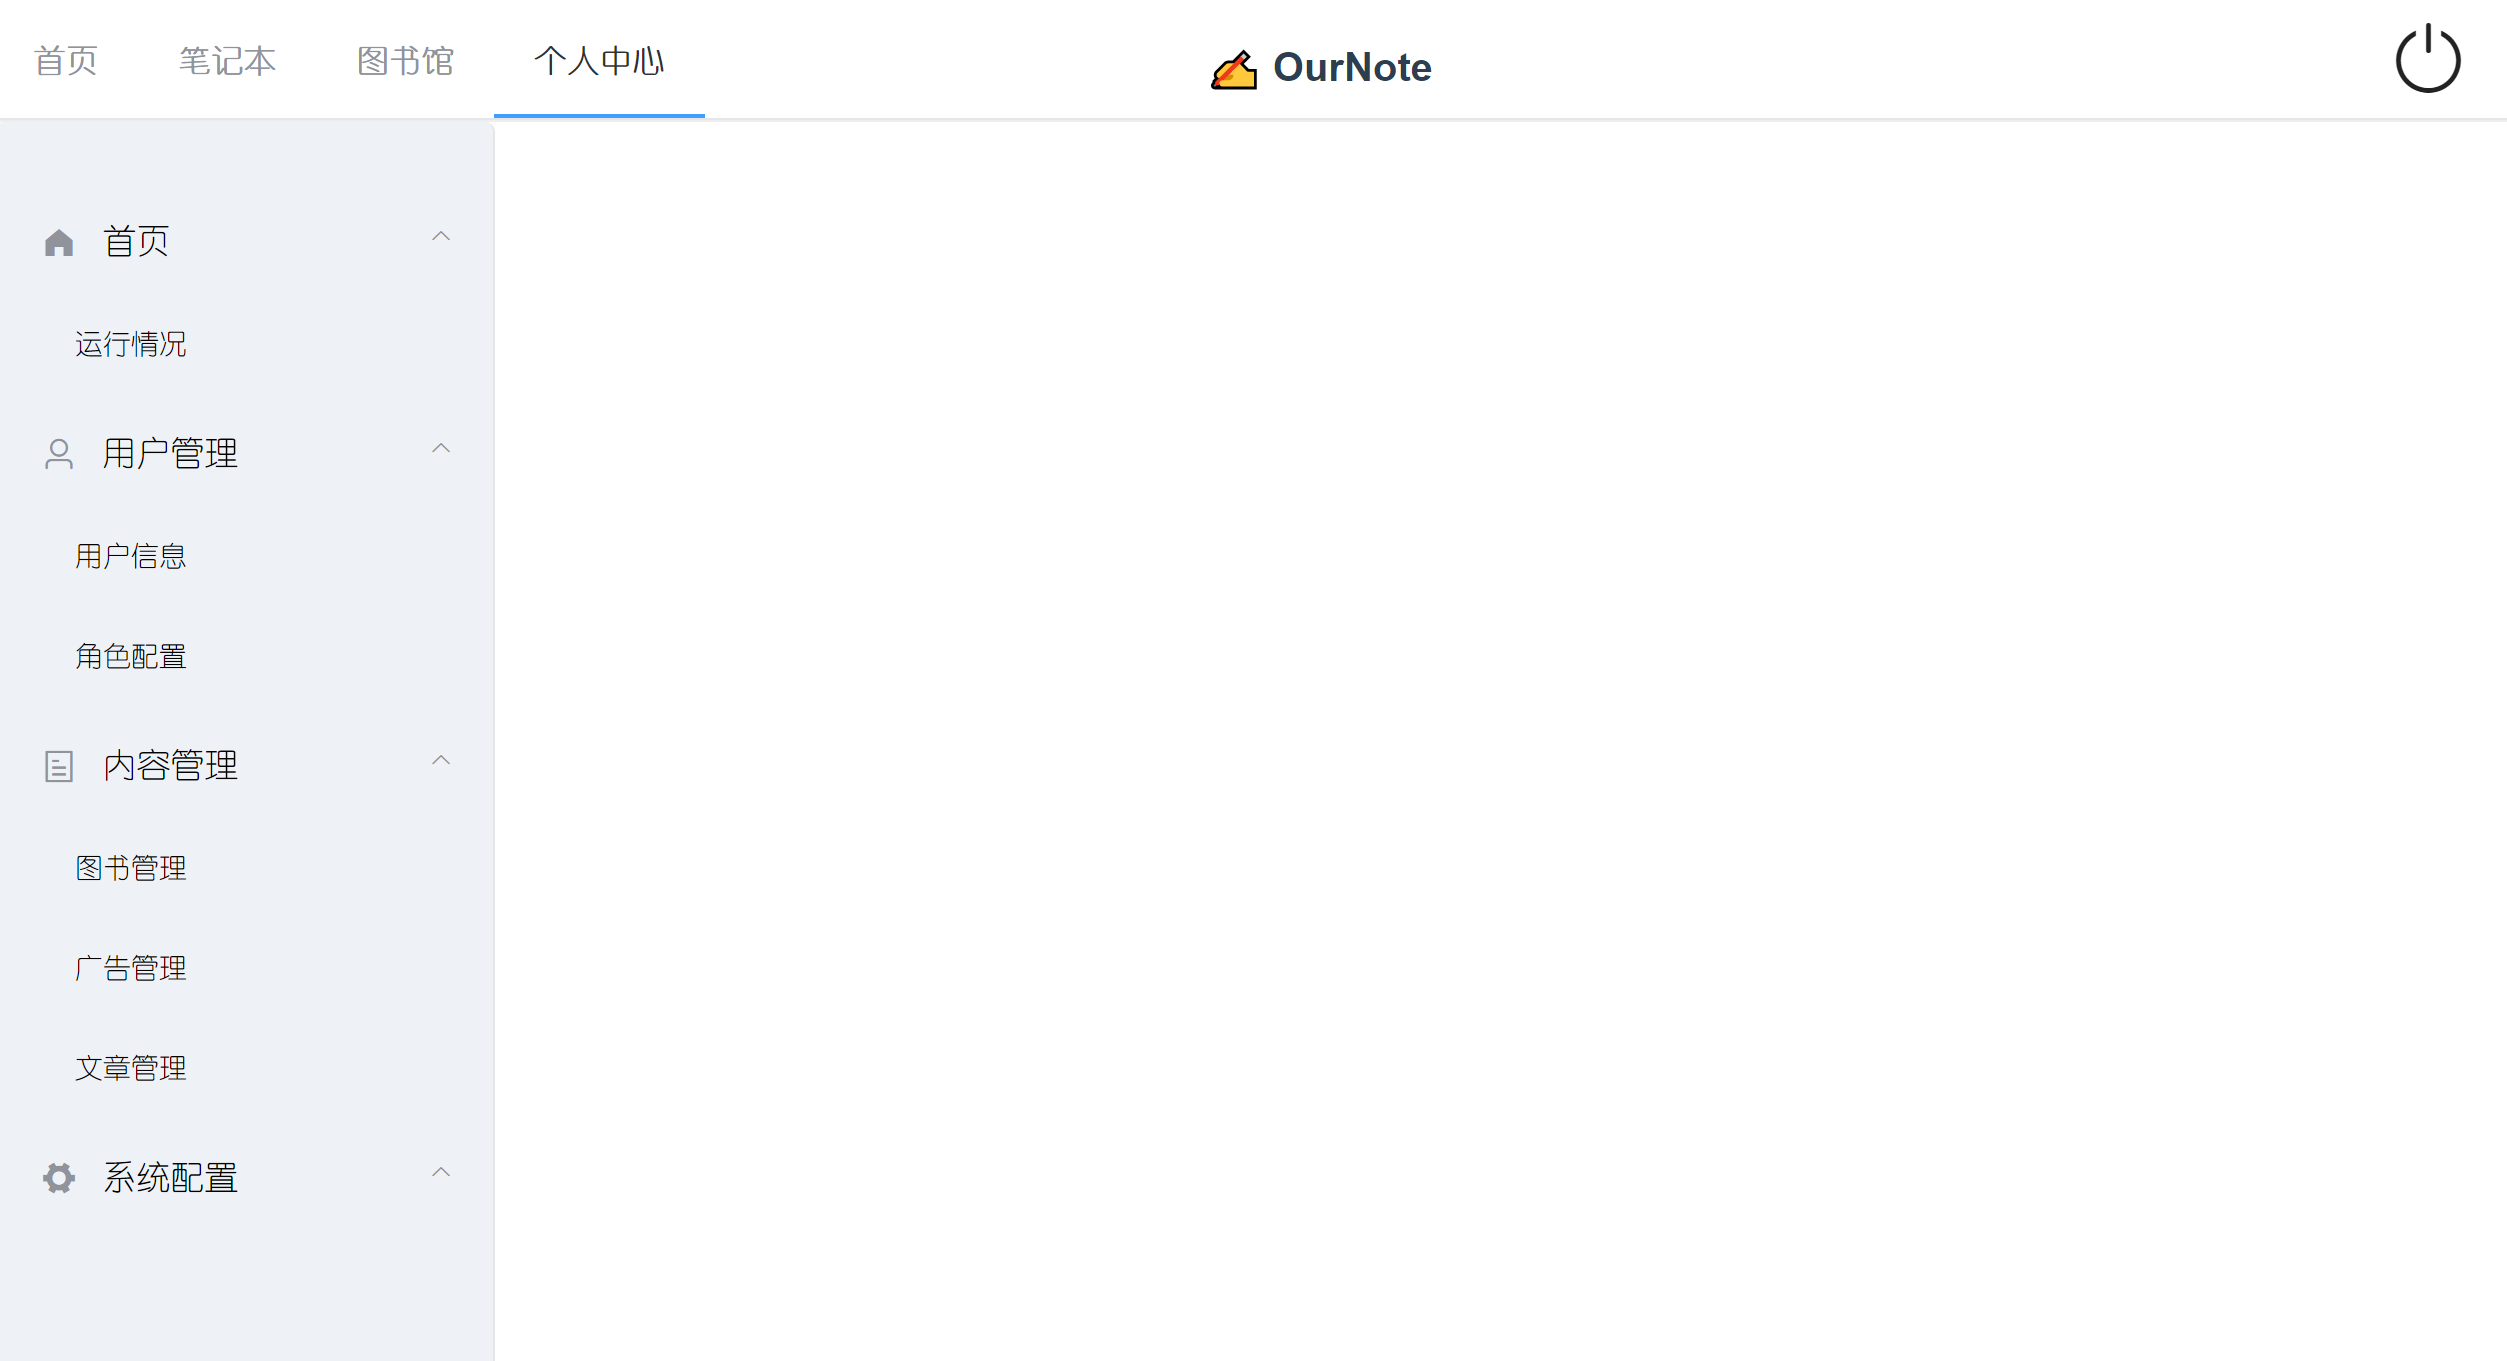 首页 笔记本 图书馆 个人中心 OurNote
首页
运行情况
用户管理
用户信息
角色配置
内容管理
图书管理
广告管理
文章管理
系统配置